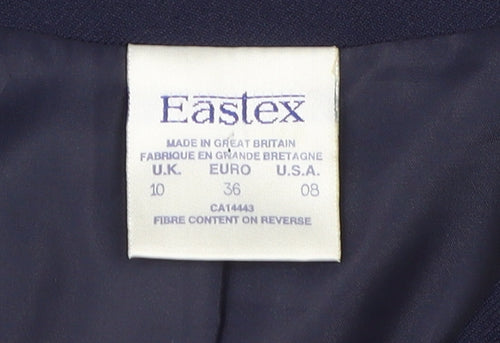 Eastex
MADE IN GREAT BRITAIN
FABRIQUE EN GRANDE BRETAGNE
U.K. EURO U.S.A.
10 36 08
CA14443
FIBRE CONTENT ON REVERSE